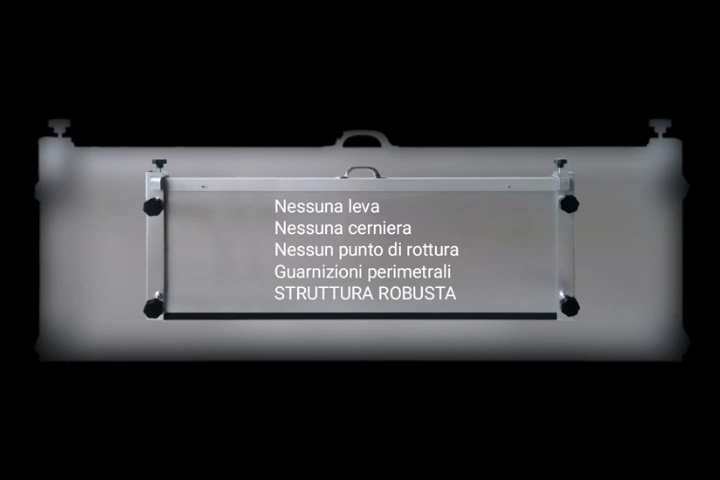 Nessuna leva
Nessuna cerniera
Nessun punto di rottura
Guarnizioni perimetrali
STRUTTURA ROBUSTA